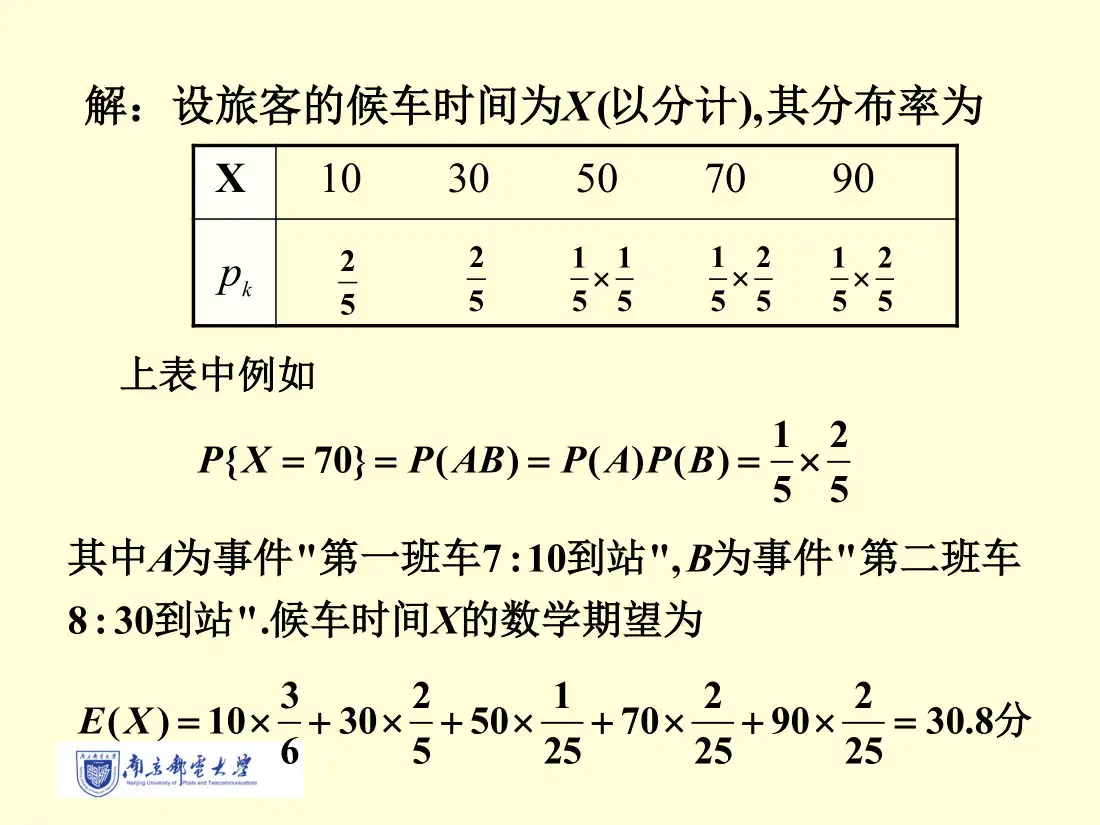 解：设旅客的候车时间为X(以分计),其分布率为
X 10 30 50 70 90
p_k 2/5 2/5 1/5×1/5 1/5×2/5 1/5×2/5
上表中例如
P{X=70}=P(AB)=P(A)P(B)=1/5×2/5
其中A为事件"第一班车7:10到站",B为事件"第二班车
8:30到站".候车时间X的数学期望为
E(X)=10×3/6+30×2/5+50×1/25+70×2/25+90×2/25=30.8分
南京邮电大学
Nanjing University of Posts and Telecommunications